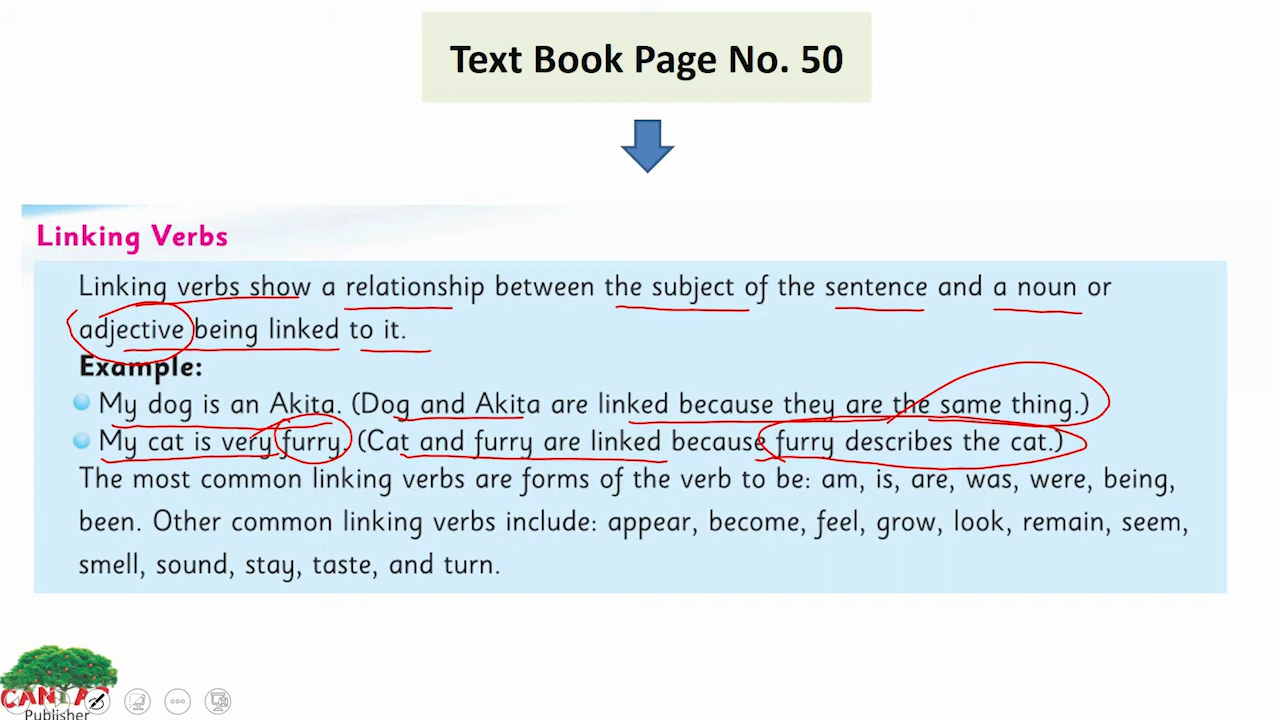 Text Book Page No. 50
Linking Verbs
Linking verbs show a relationship between the subject of the sentence and a noun or
adjective being linked to it.
Example:
My dog is an Akita. (Dog and Akita are linked because they are the same thing.)
My cat is very furry. (Cat and furry are linked because furry describes the cat.)
The most common linking verbs are forms of the verb to be: am, is, are, was, were, being,
been. Other common linking verbs include: appear, become, feel, grow, look, remain, seem,
smell, sound, stay, taste, and turn.
Publisher